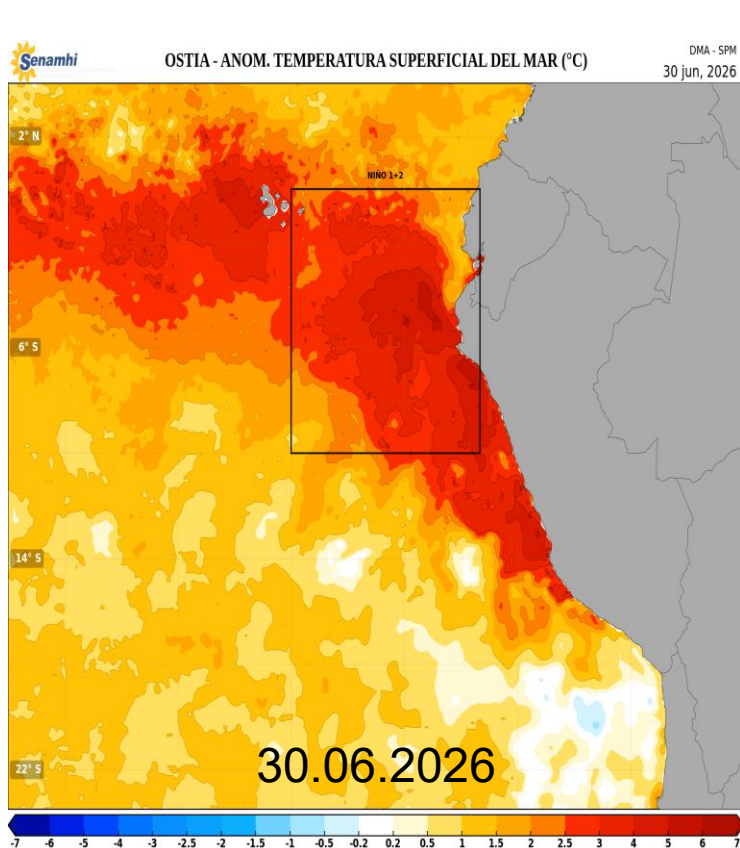 Senamhi
OSTIA - ANOM. TEMPERATURA SUPERFICIAL DEL MAR (°C)
DMA - SPM
30 jun, 2026
2° N
NIÑO 1+2
6° S
14° S
22° S
30.06.2026
-7 -6 -5 -4 -3 -2.5 -2 -1.5 -1 -0.5 -0.2 0.2 0.5 1 1.5 2 2.5 3 4 5 6 7